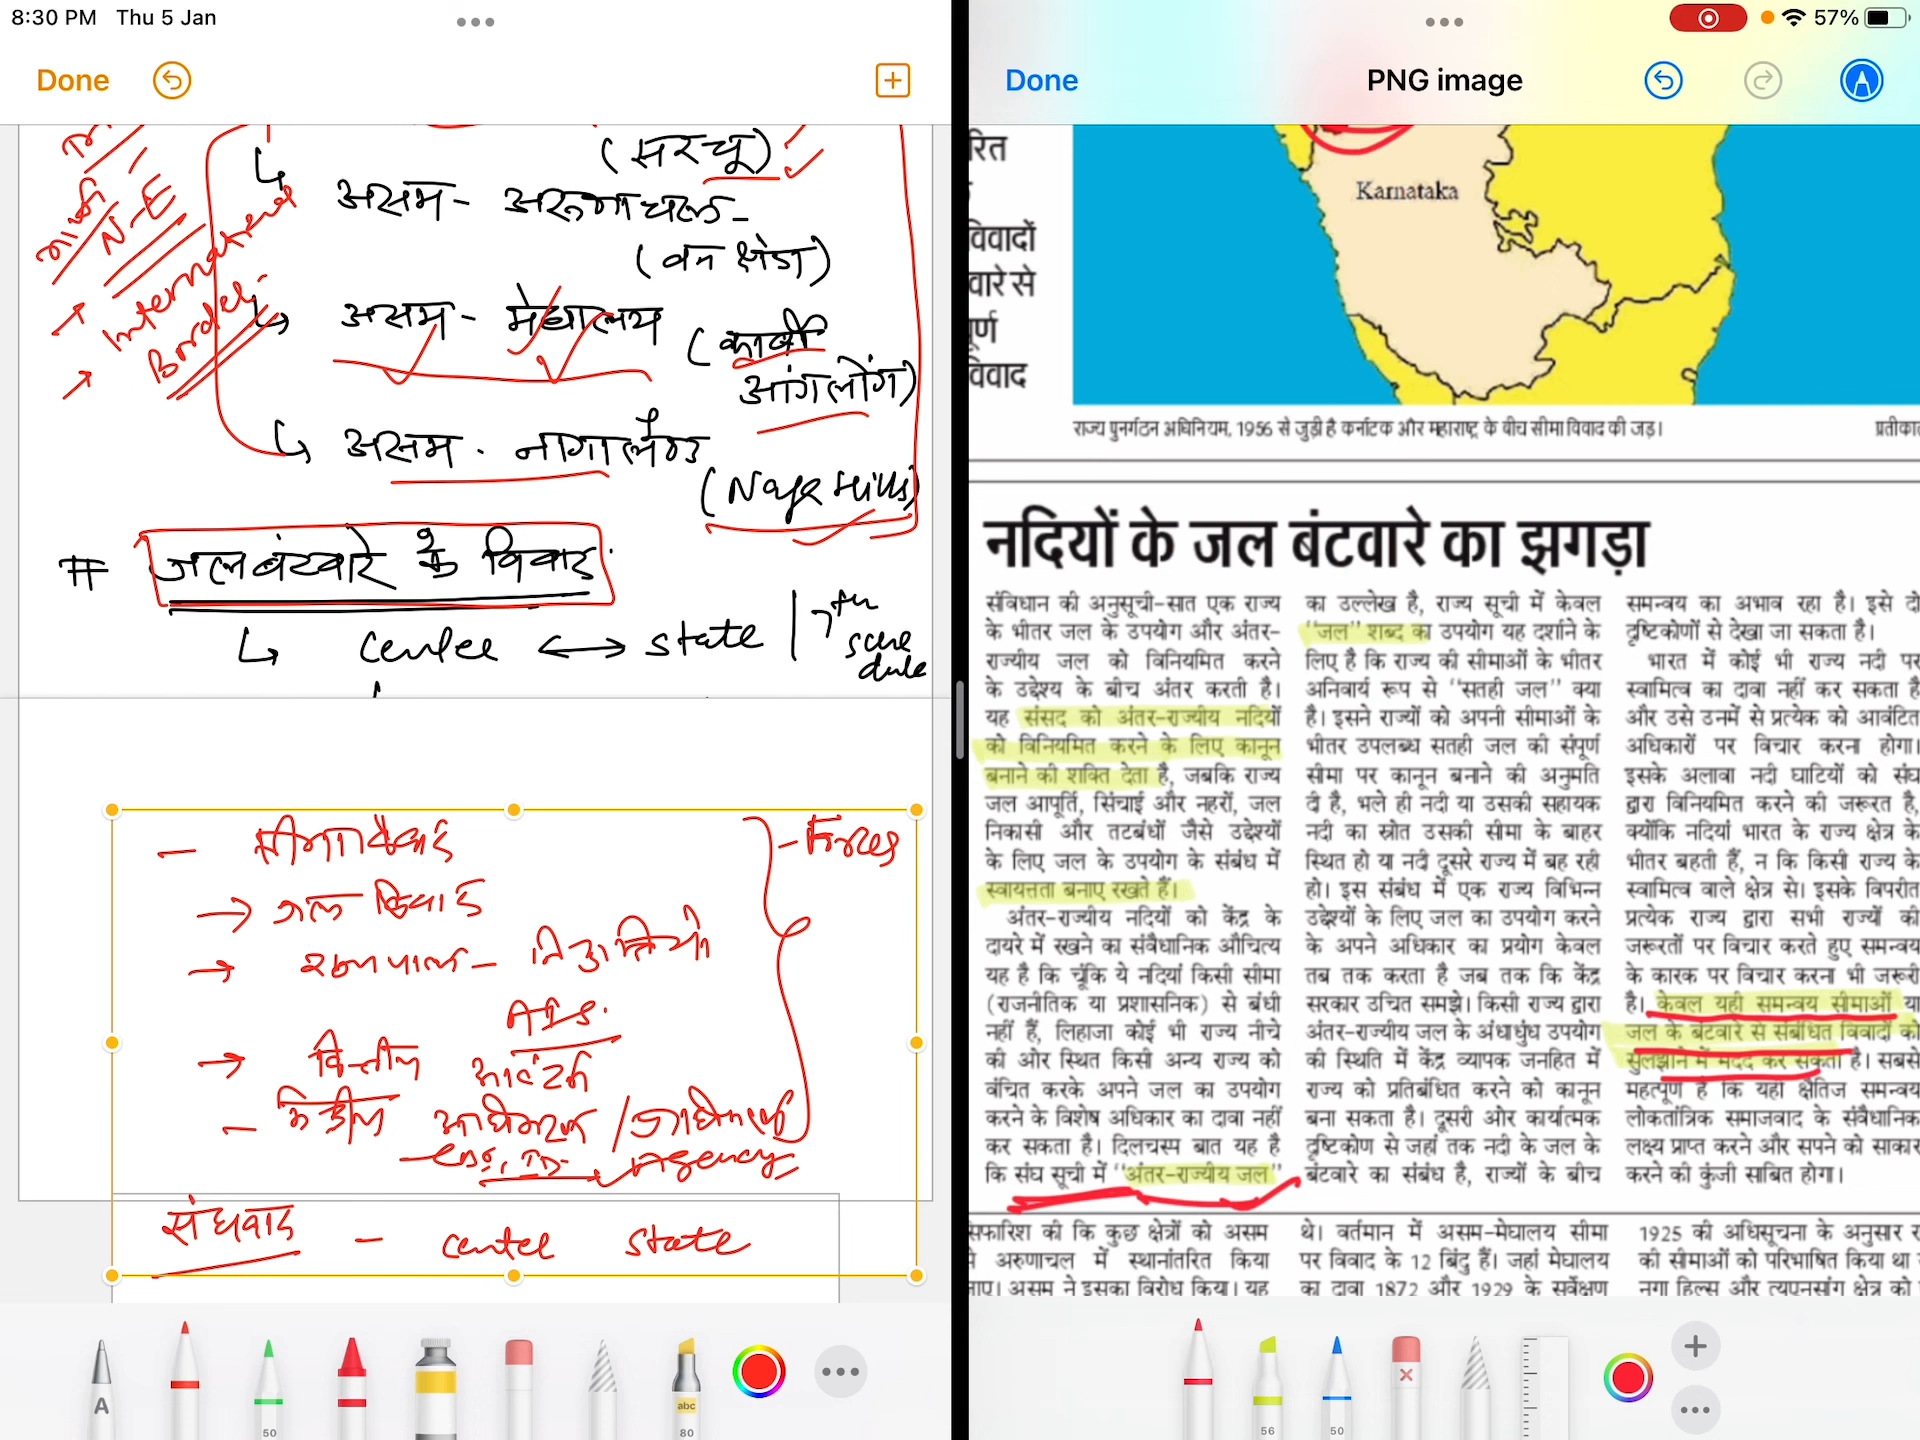 8:30 PM Thu 5 Jan
57%
Done
Done
PNG image
(सरयू)
असम - अरूणाचल -
(वन क्षेत्र)
असम - मेघालय
(कार्बी
आंगलोंग)
असम - नागालैण्ड
(Naga Hills)
N-E
International
Border
# जलबंटवारे के विवाद
Center ↔ state | 7th
schedule
- सीमा विवाद
→ जल विवाद
→ राज्यपाल - नियुक्तियो
AIS.
→ वित्तीय आवंटन
- केन्द्रीय
Agency
- Forces
संघवाद - center state
रित
विवादों
वारे से
पूर्ण
विवाद
Karnataka
राज्य पुनर्गठन अधिनियम, 1956 से जुड़ी है कर्नाटक और महाराष्ट्र के बीच सीमा विवाद की जड़।
प्रतीका
नदियों के जल बंटवारे का झगड़ा
संविधान की अनुसूची-सात एक राज्य
के भीतर जल के उपयोग और अंतर-
राज्यीय जल को विनियमित करने
के उद्देश्य के बीच अंतर करती है।
यह संसद को अंतर-राज्यीय नदियों
को विनियमित करने के लिए कानून
बनाने की शक्ति देता है, जबकि राज्य
जल आपूर्ति, सिंचाई और नहरों, जल
निकासी और तटबंधों जैसे उद्देश्यों
के लिए जल के उपयोग के संबंध में
स्वायत्तता बनाए रखते हैं।
अंतर-राज्यीय नदियों को केंद्र के
दायरे में रखने का संवैधानिक औचित्य
यह है कि चूंकि ये नदियां किसी सीमा
(राजनीतिक या प्रशासनिक) से बंधी
नहीं हैं, लिहाजा कोई भी राज्य नीचे
की ओर स्थित किसी अन्य राज्य को
वंचित करके अपने जल का उपयोग
करने के विशेष अधिकार का दावा नहीं
कर सकता है। दिलचस्प बात यह है
कि संघ सूची में "अंतर-राज्यीय जल"
का उल्लेख है, राज्य सूची में केवल
"जल" शब्द का उपयोग यह दर्शाने के
लिए है कि राज्य की सीमाओं के भीतर
अनिवार्य रूप से "सतही जल" क्या
है। इसने राज्यों को अपनी सीमाओं के
भीतर उपलब्ध सतही जल की संपूर्ण
सीमा पर कानून बनाने की अनुमति
दी है, भले ही नदी या उसकी सहायक
नदी का स्रोत उसकी सीमा के बाहर
स्थित हो या नदी दूसरे राज्य में बह रही
हो। इस संबंध में एक राज्य विभिन्न
उद्देश्यों के लिए जल का उपयोग करने
के अपने अधिकार का प्रयोग केवल
तब तक करता है जब तक कि केंद्र
सरकार उचित समझे। किसी राज्य द्वारा
अंतर-राज्यीय जल के अंधाधुंध उपयोग
की स्थिति में केंद्र व्यापक जनहित में
राज्य को प्रतिबंधित करने को कानून
बना सकता है। दूसरी ओर कार्यात्मक
दृष्टिकोण से जहां तक नदी के जल के
बंटवारे का संबंध है, राज्यों के बीच
समन्वय का अभाव रहा है। इसे दो
दृष्टिकोणों से देखा जा सकता है।
भारत में कोई भी राज्य नदी पर
स्वामित्व का दावा नहीं कर सकता है
और उसे उनमें से प्रत्येक को आवंटित
अधिकारों पर विचार करना होगा।
इसके अलावा नदी घाटियों को संघ
द्वारा विनियमित करने की जरूरत है,
क्योंकि नदियां भारत के राज्य क्षेत्र के
भीतर बहती हैं, न कि किसी राज्य के
स्वामित्व वाले क्षेत्र से। इसके विपरीत
प्रत्येक राज्य द्वारा सभी राज्यों की
जरूरतों पर विचार करते हुए समन्वय
के कारक पर विचार करना भी जरूरी
है। केवल यही समन्वय सीमाओं या
जल के बंटवारे से संबंधित विवादों को
सुलझाने में मदद कर सकता है। सबसे
महत्पूर्ण है कि यहां क्षैतिज समन्वय
लोकतांत्रिक समाजवाद के संवैधानिक
लक्ष्य प्राप्त करने और सपने को साकार
करने की कुंजी साबित होगा।
सिफारिश की कि कुछ क्षेत्रों को असम
अरुणाचल में स्थानांतरित किया
जाए। असम ने इसका विरोध किया। यह
थे। वर्तमान में असम-मेघालय सीमा
पर विवाद के 12 बिंदु हैं। जहां मेघालय
का दावा 1872 और 1929 के सर्वेक्षण
1925 की अधिसूचना के अनुसार
की सीमाओं को परिभाषित किया था
नगा हिल्स और त्युएनसांग क्षेत्र को
A
50
abc
80
56
50